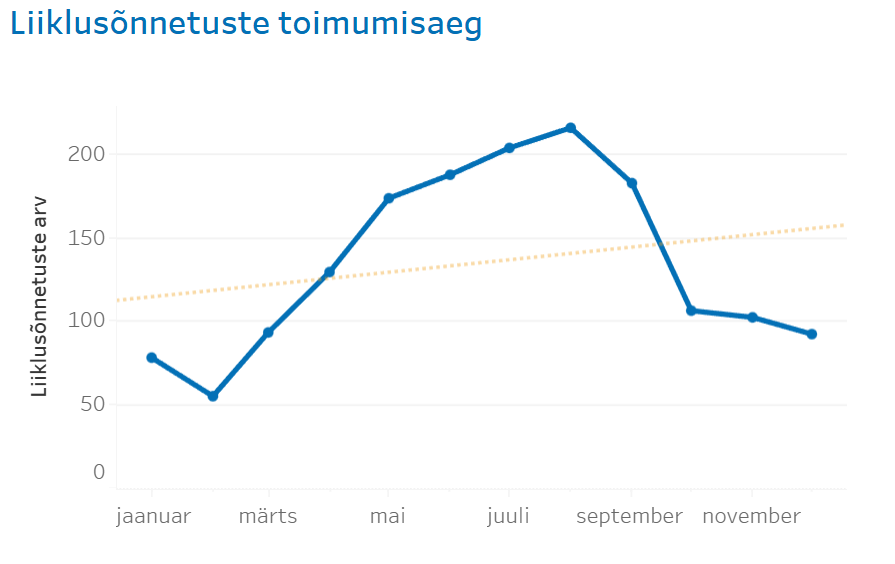 Liiklusõnnetuste toimumisaeg
Liiklusõnnetuste arv
200
150
100
50
0
jaanuar märts mai juuli september november